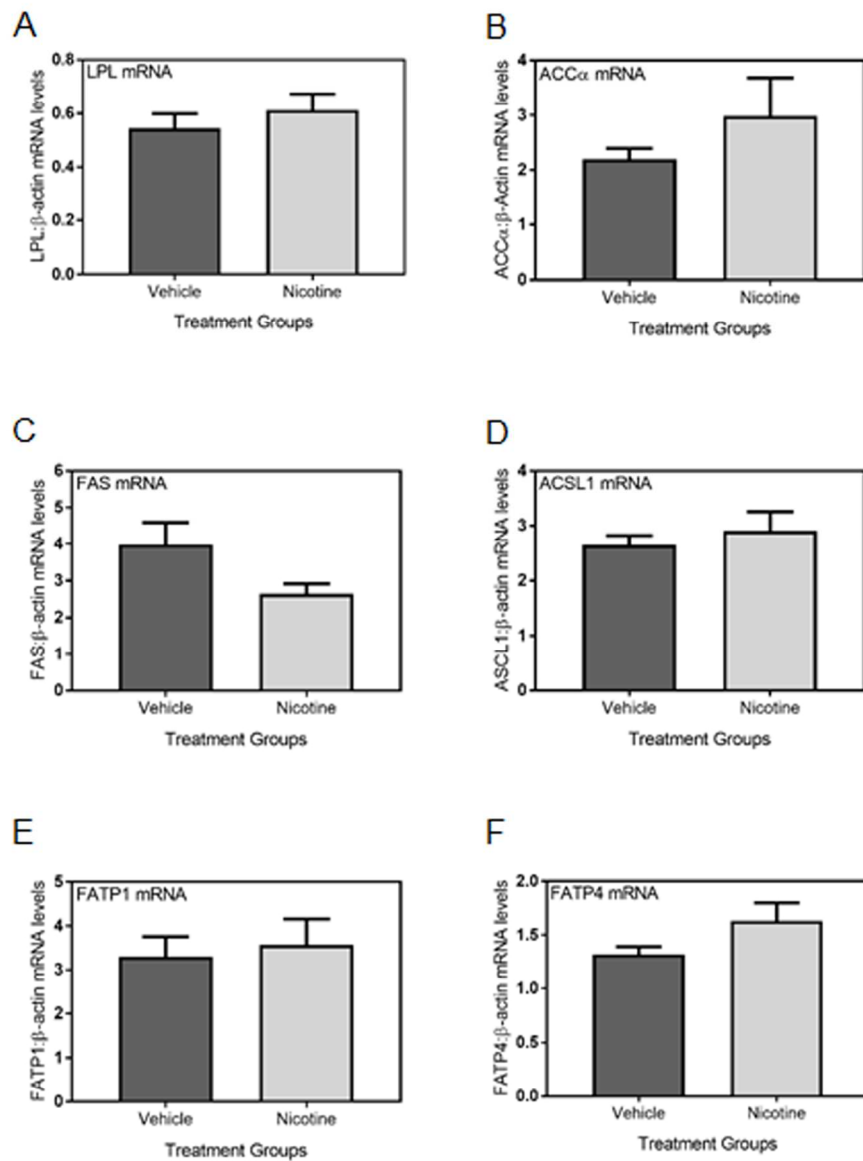 A
LPL mRNA
LPL:β-actin mRNA levels
0.8
0.6
0.4
0.2
0.0
Vehicle
Nicotine
Treatment Groups
B
ACCα mRNA
ACCα:β-Actin mRNA levels
4
3
2
1
0
Vehicle
Nicotine
Treatment Groups
C
FAS mRNA
FAS:β-actin mRNA levels
6
5
4
3
2
1
0
Vehicle
Nicotine
Treatment Groups
D
ACSL1 mRNA
ASCL1:β-actin mRNA levels
4
3
2
1
0
Vehicle
Nicotine
Treatment Groups
E
FATP1 mRNA
FATP1:β-actin mRNA levels
5
4
3
2
1
0
Vehicle
Nicotine
Treatment Groups
F
FATP4 mRNA
FATP4:β-actin mRNA levels
2.0
1.5
1.0
0.5
0.0
Vehicle
Nicotine
Treatment Groups